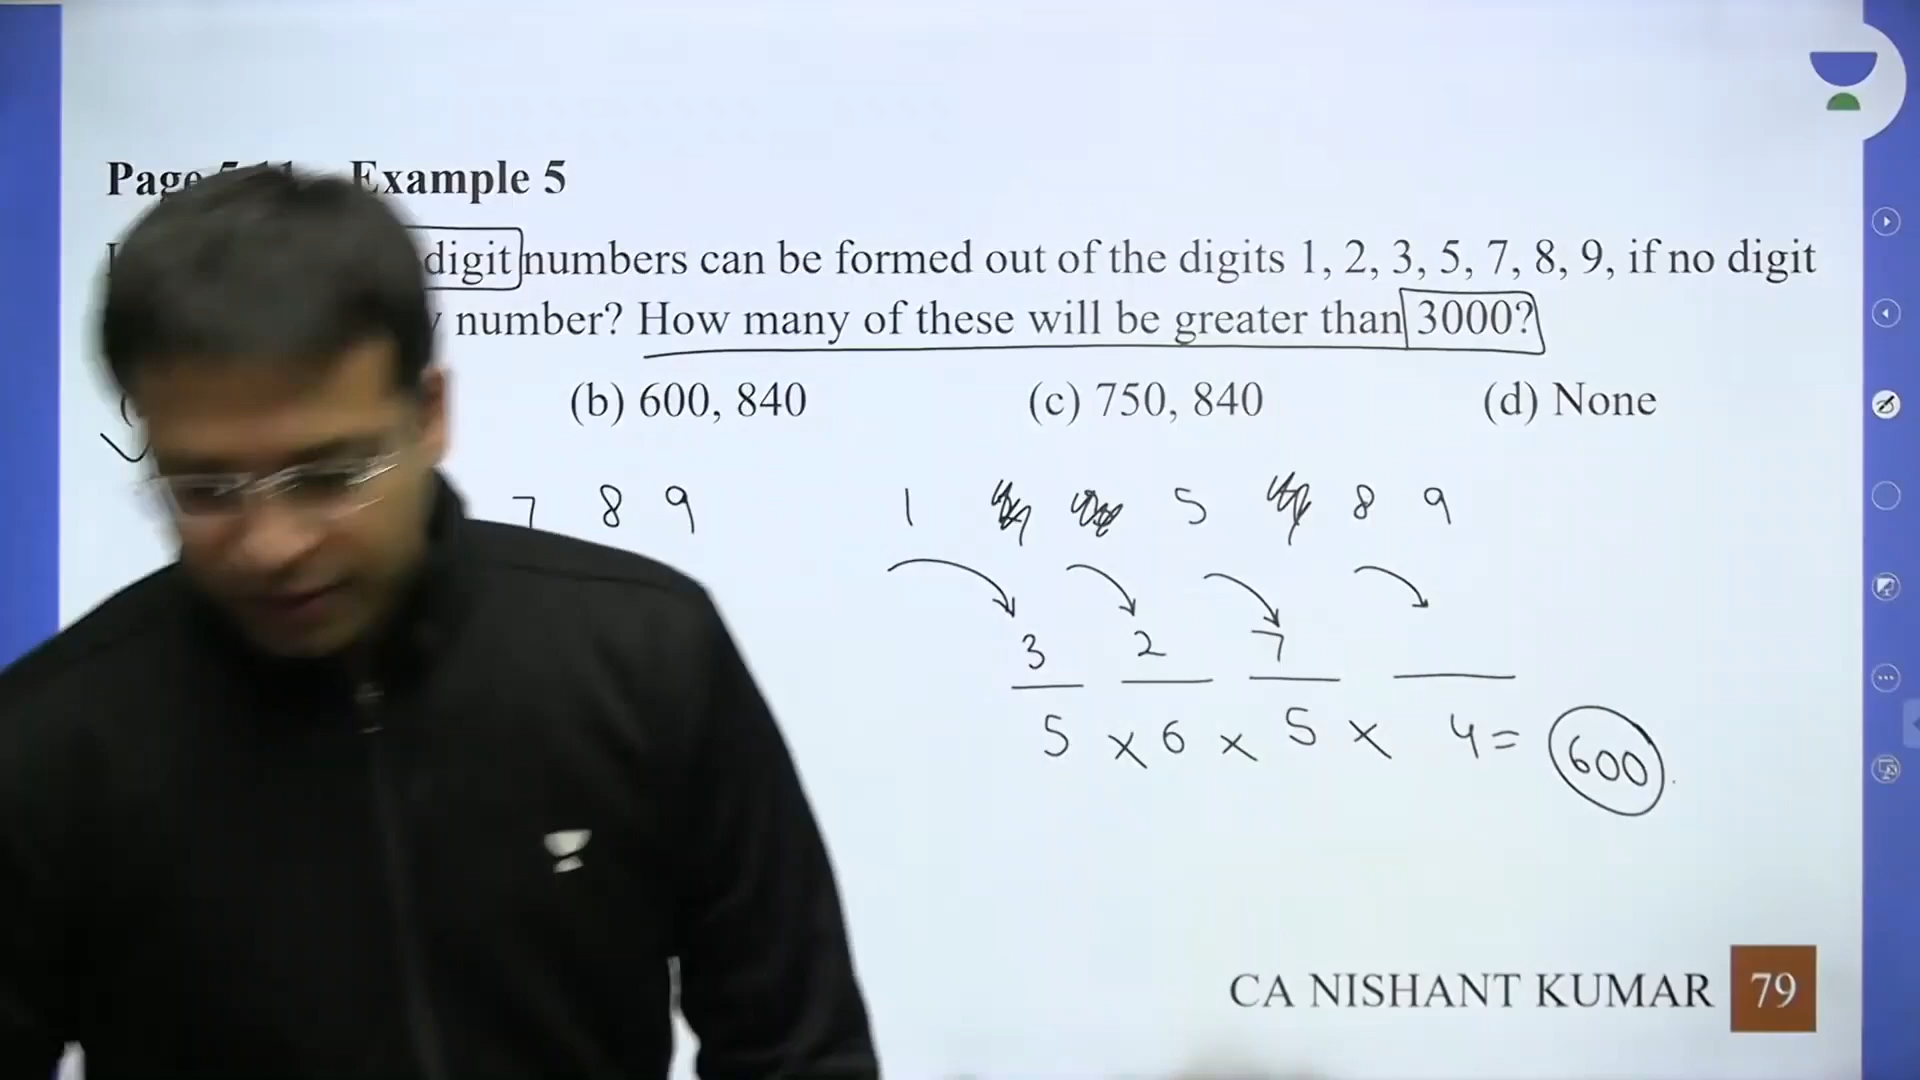 Example 5
digit numbers can be formed out of the digits 1, 2, 3, 5, 7, 8, 9, if no digit
number? How many of these will be greater than 3000?
(b) 600, 840 (c) 750, 840 (d) None
7 8 9 1 5 8 9
3 2 7
5 × 6 × 5 × 4 = 600
CA NISHANT KUMAR 79